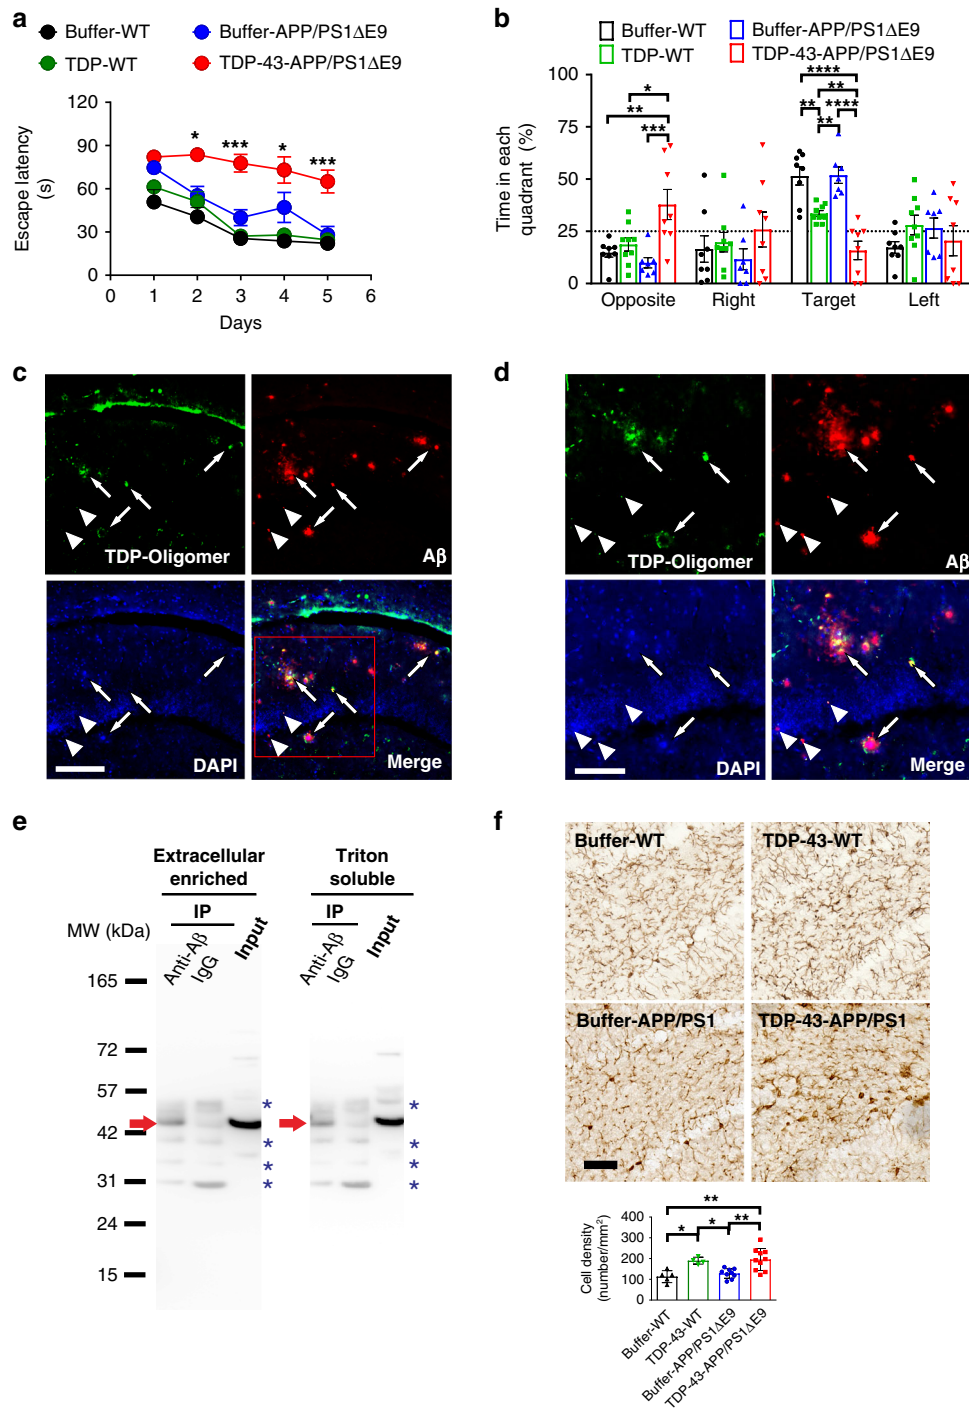 a
Buffer-WT
Buffer-APP/PS1ΔE9
TDP-WT
TDP-43-APP/PS1ΔE9
Escape latency
(s)
120
90
60
30
0
* *** * ***
0 1 2 3 4 5 6
Days
b
Buffer-WT
Buffer-APP/PS1ΔE9
TDP-WT
TDP-43-APP/PS1ΔE9
Time in each
quadrant (%)
100
75
50
25
0
****
**
** ****
**
*
**
***
Opposite Right Target Left
c
TDP-Oligomer
Aβ
DAPI
Merge
d
TDP-Oligomer
Aβ
DAPI
Merge
e
Extracellular
enriched
Triton
soluble
IP
IP
MW (kDa)
Anti-Aβ
IgG
Input
Anti-Aβ
IgG
Input
165
72
57
42
31
24
15
*
*
*
*
*
*
*
*
f
Buffer-WT
TDP-43-WT
Buffer-APP/PS1
TDP-43-APP/PS1
Cell density
(number/mm²)
400
300
200
100
0
**
* * **
Buffer-WT
TDP-43-WT
Buffer-APP/PS1ΔE9
TDP-43-APP/PS1ΔE9